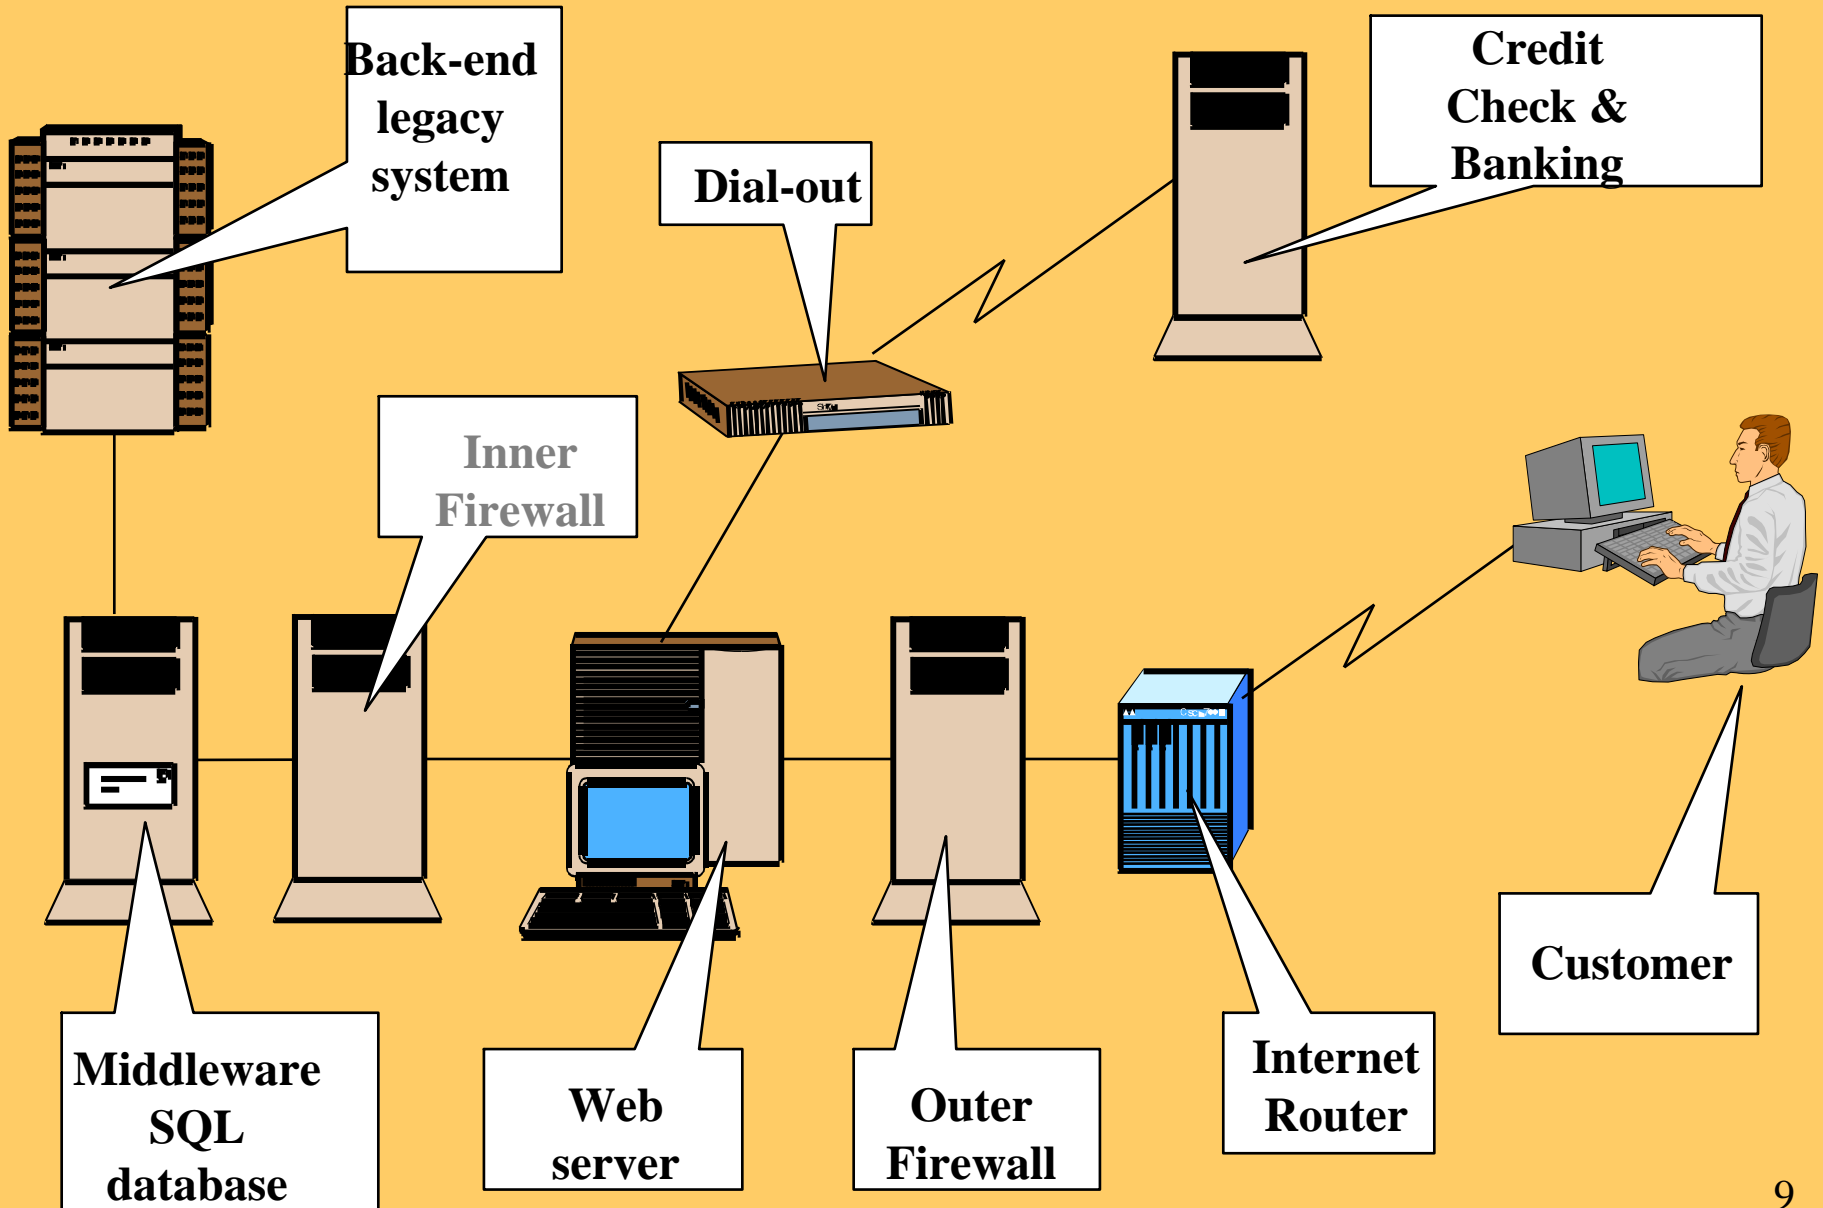 Back-end
legacy
system
Credit
Check &
Banking
Dial-out
Inner
Firewall
Customer
Middleware
SQL
database
Web
server
Outer
Firewall
Internet
Router
9